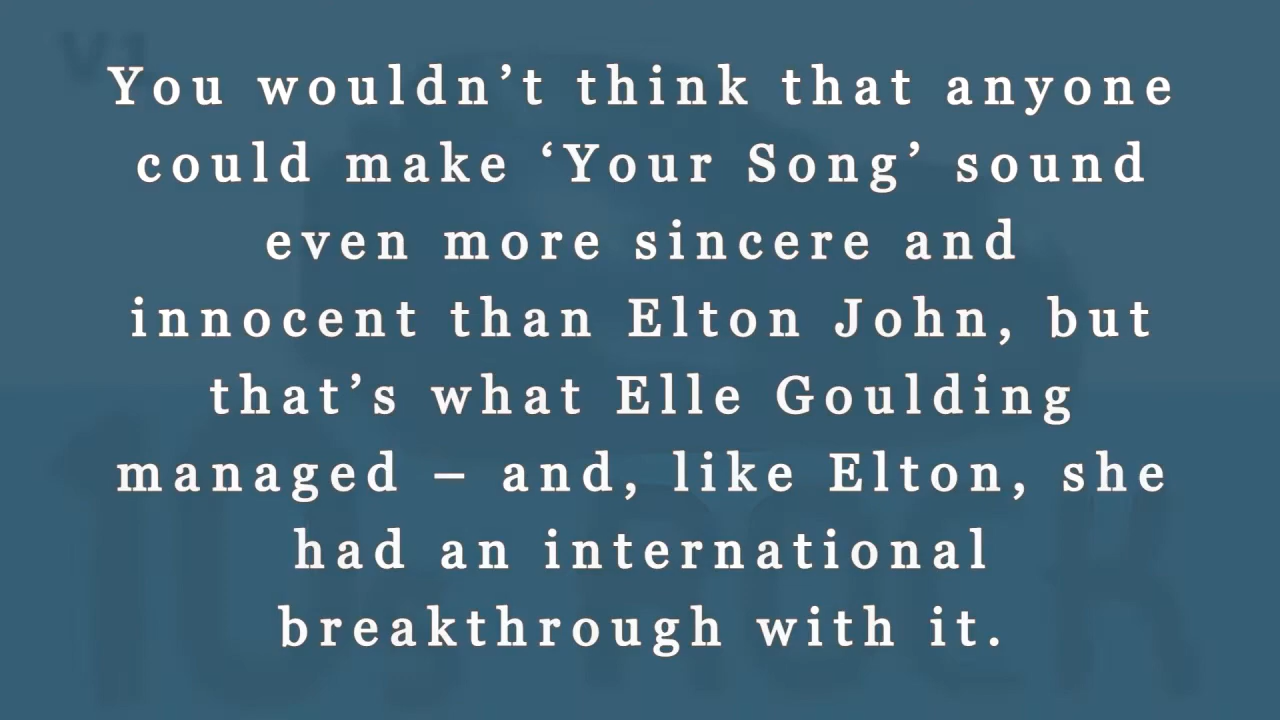 You wouldn’t think that anyone
could make ‘Your Song’ sound
even more sincere and
innocent than Elton John, but
that’s what Elle Goulding
managed – and, like Elton, she
had an international
breakthrough with it.